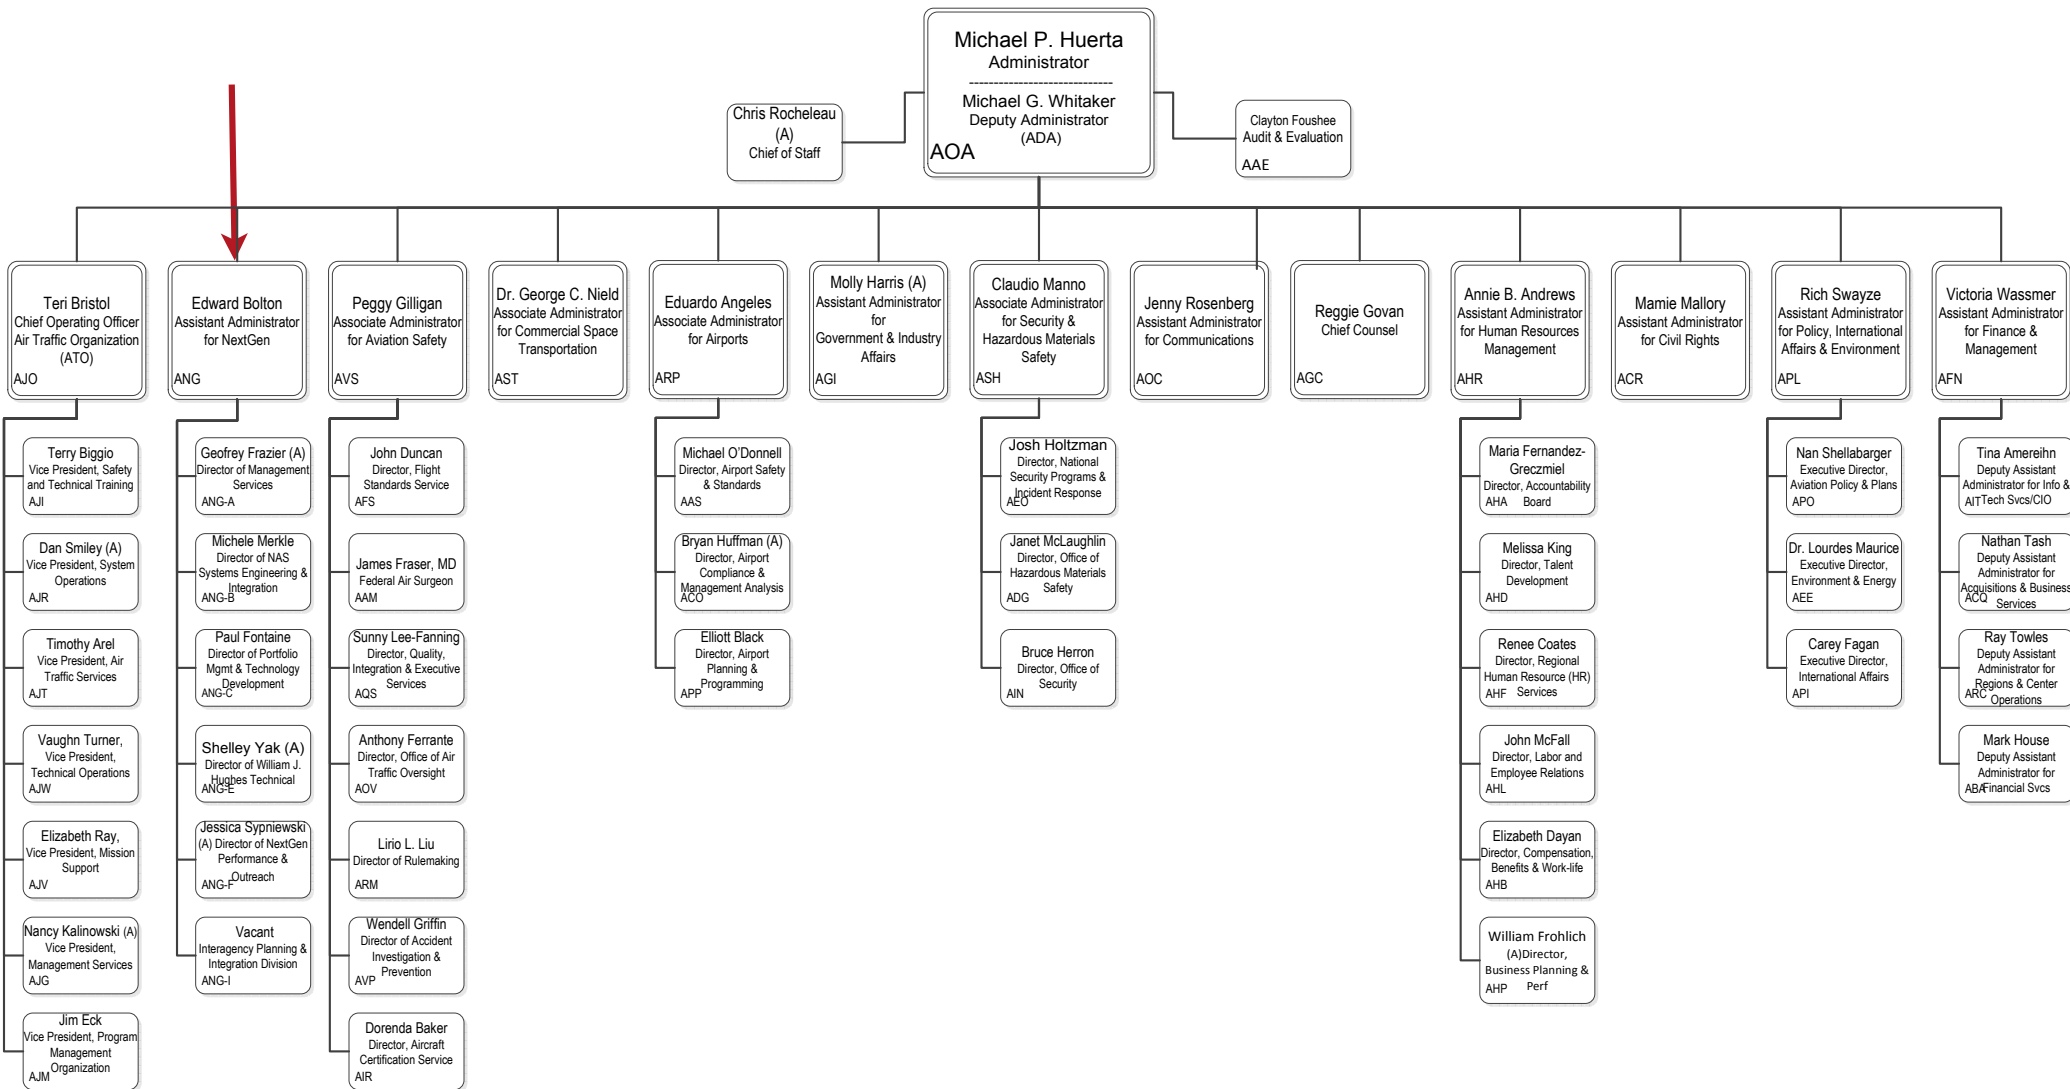 Michael P. Huerta
Administrator
-----------------------------
Michael G. Whitaker
Deputy Administrator
(ADA)
AOA
Chris Rocheleau
(A)
Chief of Staff
Clayton Foushee
Audit & Evaluation
AAE
Teri Bristol
Chief Operating Officer
Air Traffic Organization
(ATO)
AJO
Edward Bolton
Assistant Administrator
for NextGen
ANG
Peggy Gilligan
Associate Administrator
for Aviation Safety
AVS
Dr. George C. Nield
Associate Administrator
for Commercial Space
Transportation
AST
Eduardo Angeles
Associate Administrator
for Airports
ARP
Molly Harris (A)
Assistant Administrator
for
Government & Industry
Affairs
AGI
Claudio Manno
Associate Administrator
for Security &
Hazardous Materials
Safety
ASH
Jenny Rosenberg
Assistant Administrator
for Communications
AOC
Reggie Govan
Chief Counsel
AGC
Annie B. Andrews
Assistant Administrator
for Human Resources
Management
AHR
Mamie Mallory
Assistant Administrator
for Civil Rights
ACR
Rich Swayze
Assistant Administrator
for Policy, International
Affairs & Environment
APL
Victoria Wassmer
Assistant Administrator
for Finance &
Management
AFN
Terry Biggio
Vice President, Safety
and Technical Training
AJI
Dan Smiley (A)
Vice President, System
Operations
AJR
Timothy Arel
Vice President, Air
Traffic Services
AJT
Vaughn Turner,
Vice President,
Technical Operations
AJW
Elizabeth Ray,
Vice President, Mission
Support
AJV
Nancy Kalinowski (A)
Vice President,
Management Services
AJG
Jim Eck
Vice President, Program
Management
Organization
AJM
Geofrey Frazier (A)
Director of Management
Services
ANG-A
Michele Merkle
Director of NAS
Systems Engineering &
Integration
ANG-B
Paul Fontaine
Director of Portfolio
Mgmt & Technology
Development
ANG-C
Shelley Yak (A)
Director of William J.
Hughes Technical
ANG-E
Jessica Sypniewski
(A) Director of NextGen
Performance &
Outreach
ANG-F
Vacant
Interagency Planning &
Integration Division
ANG-I
John Duncan
Director, Flight
Standards Service
AFS
James Fraser, MD
Federal Air Surgeon
AAM
Sunny Lee-Fanning
Director, Quality,
Integration & Executive
Services
AQS
Anthony Ferrante
Director, Office of Air
Traffic Oversight
AOV
Lirio L. Liu
Director of Rulemaking
ARM
Wendell Griffin
Director of Accident
Investigation &
Prevention
AVP
Dorenda Baker
Director, Aircraft
Certification Service
AIR
Michael O'Donnell
Director, Airport Safety
& Standards
AAS
Bryan Huffman (A)
Director, Airport
Compliance &
Management Analysis
ACO
Elliott Black
Director, Airport
Planning &
Programming
APP
Josh Holtzman
Director, National
Security Programs &
Incident Response
AEO
Janet McLaughlin
Director, Office of
Hazardous Materials
Safety
ADG
Bruce Herron
Director, Office of
Security
AIN
Maria Fernandez-
Greczmiel
Director, Accountability
AHA Board
Melissa King
Director, Talent
Development
AHD
Renee Coates
Director, Regional
Human Resource (HR)
AHF Services
John McFall
Director, Labor and
Employee Relations
AHL
Elizabeth Dayan
Director, Compensation,
Benefits & Work-life
AHB
William Frohlich
(A)Director,
Business Planning &
AHP Perf
Nan Shellabarger
Executive Director,
Aviation Policy & Plans
APO
Dr. Lourdes Maurice
Executive Director,
Environment & Energy
AEE
Carey Fagan
Executive Director,
International Affairs
API
Tina Amereihn
Deputy Assistant
Administrator for Info &
AIT Tech Svcs/CIO
Nathan Tash
Deputy Assistant
Administrator for
Acquisitions & Business
ACQ Services
Ray Towles
Deputy Assistant
Administrator for
Regions & Center
ARC Operations
Mark House
Deputy Assistant
Administrator for
ABA Financial Svcs